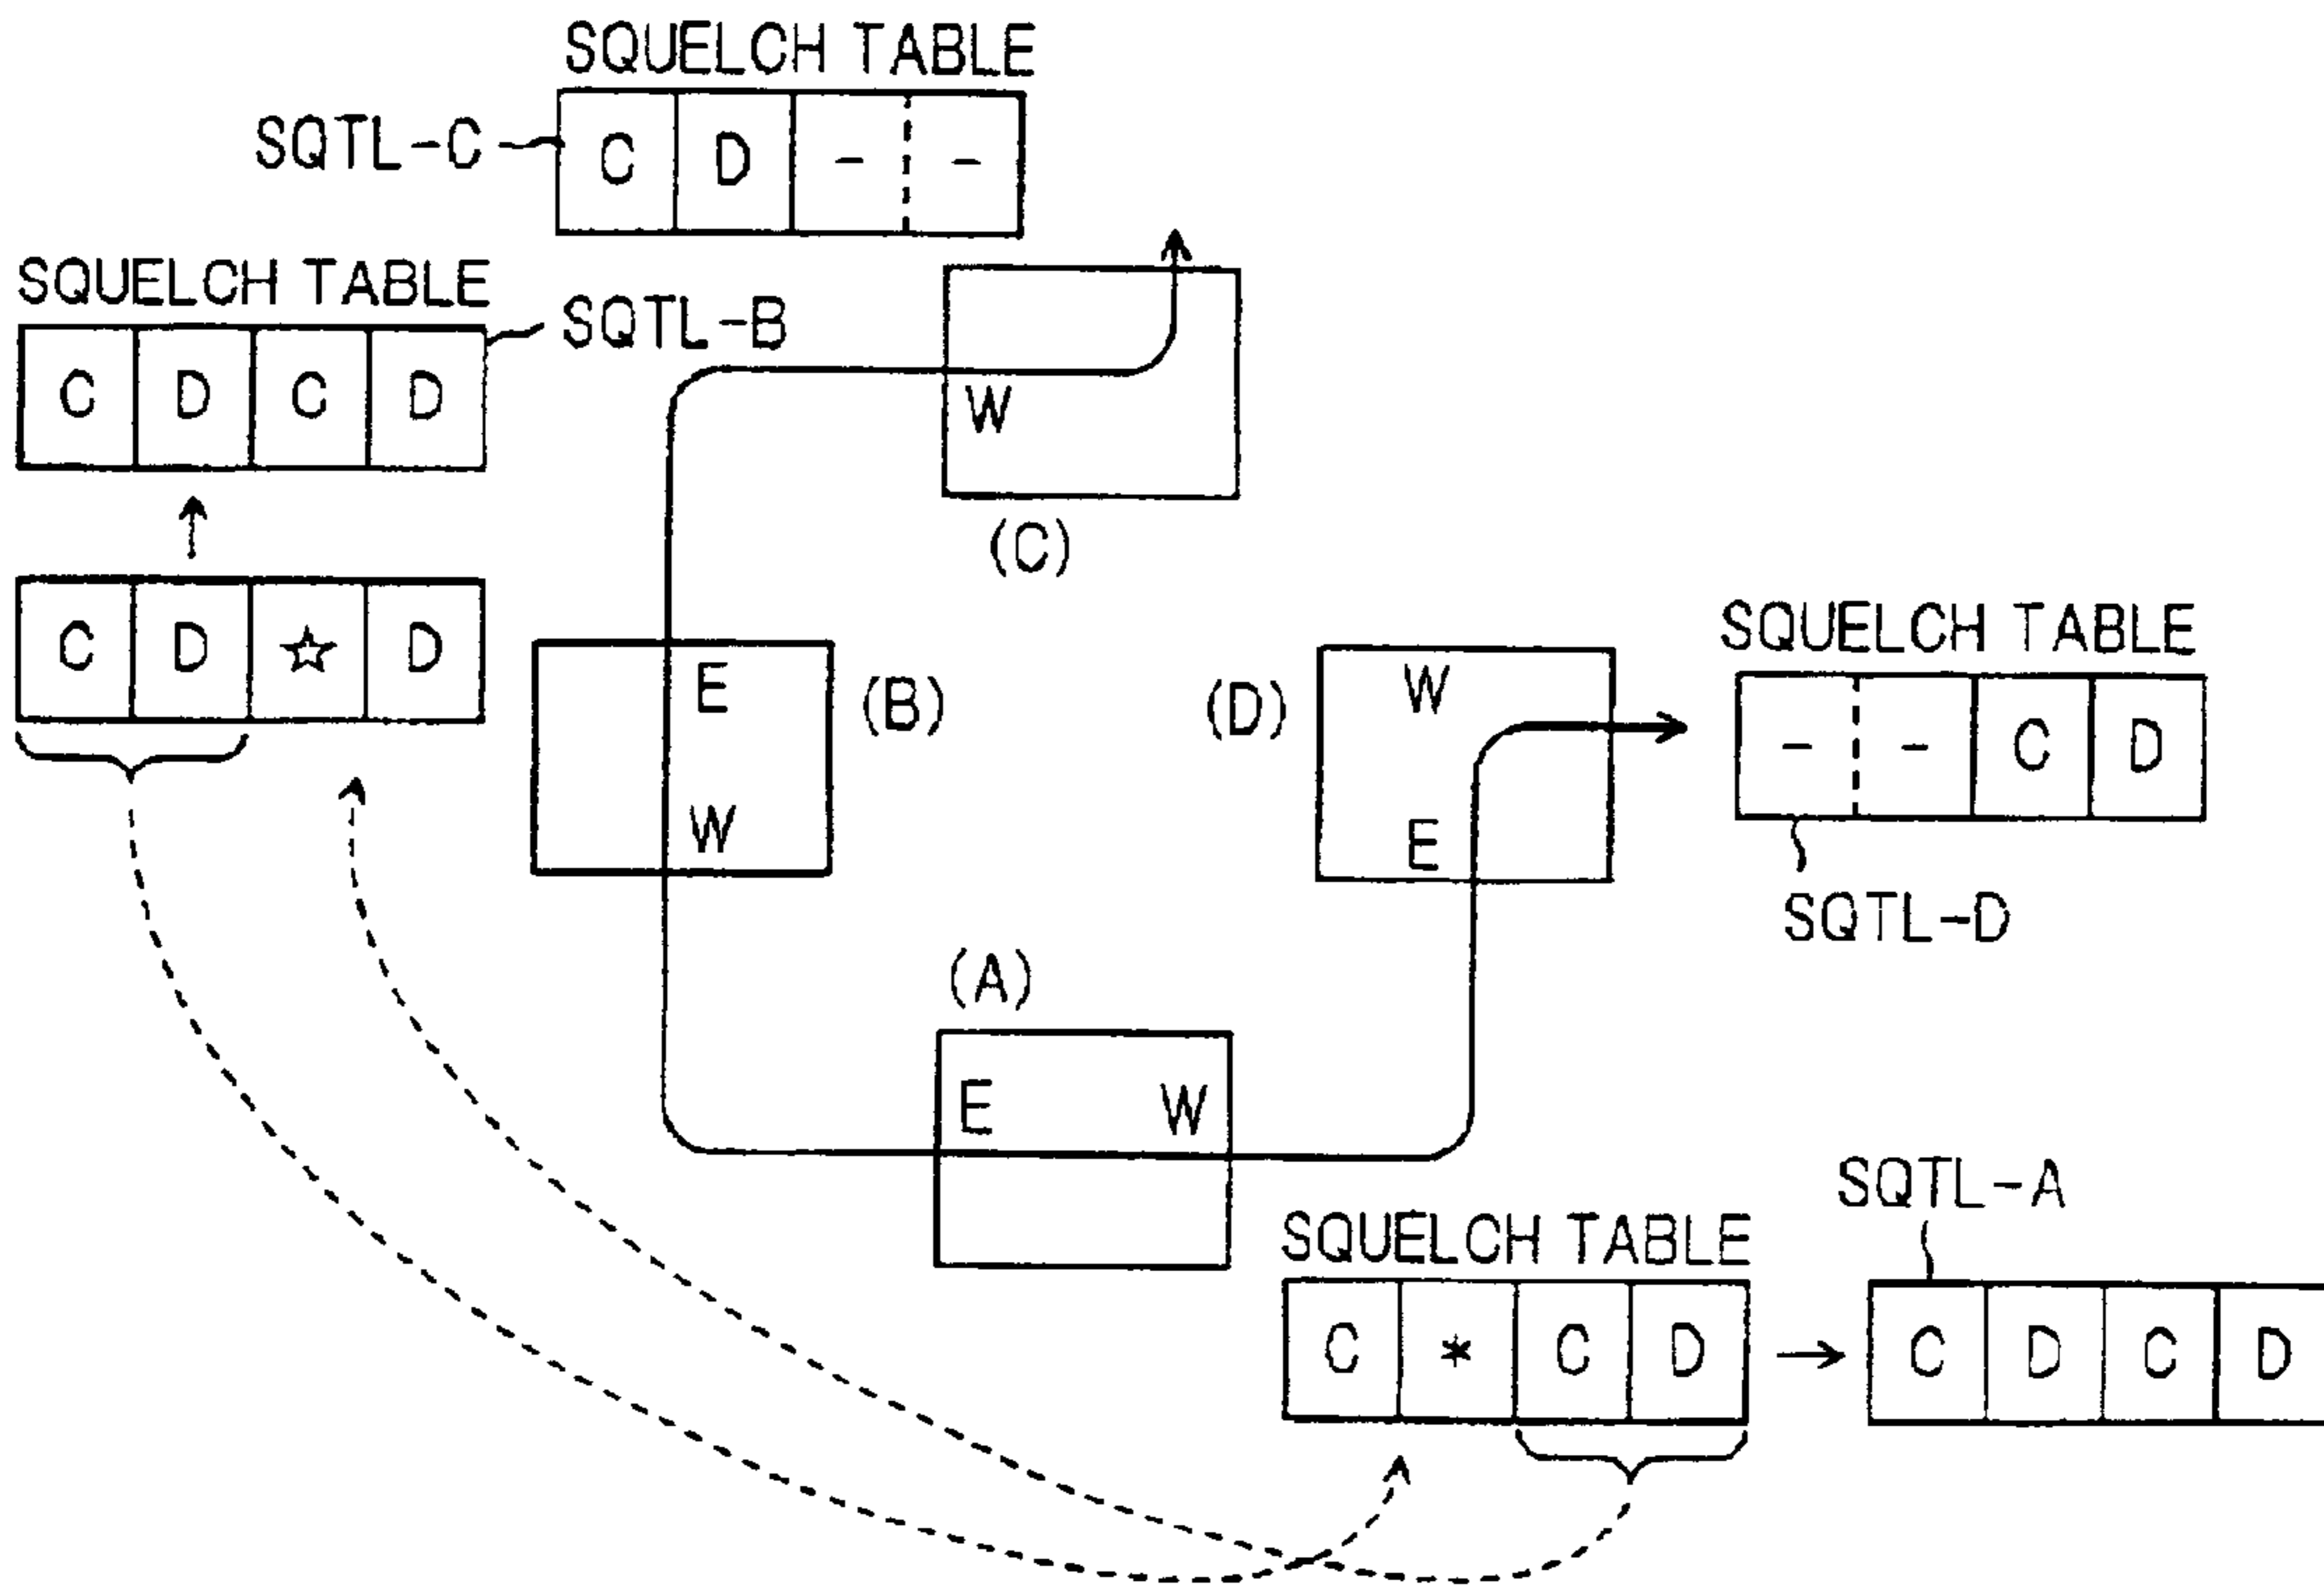 SQUELCH TABLE
SQTL-C
C D - -
SQUELCH TABLE
SQTL-B
C D C D
W
(C)
C D ☆ D
E
(B)
W
(D)
W
E
SQUELCH TABLE
- - C D
SQTL-D
(A)
E W
SQTL-A
SQUELCH TABLE
C * C D
C D C D